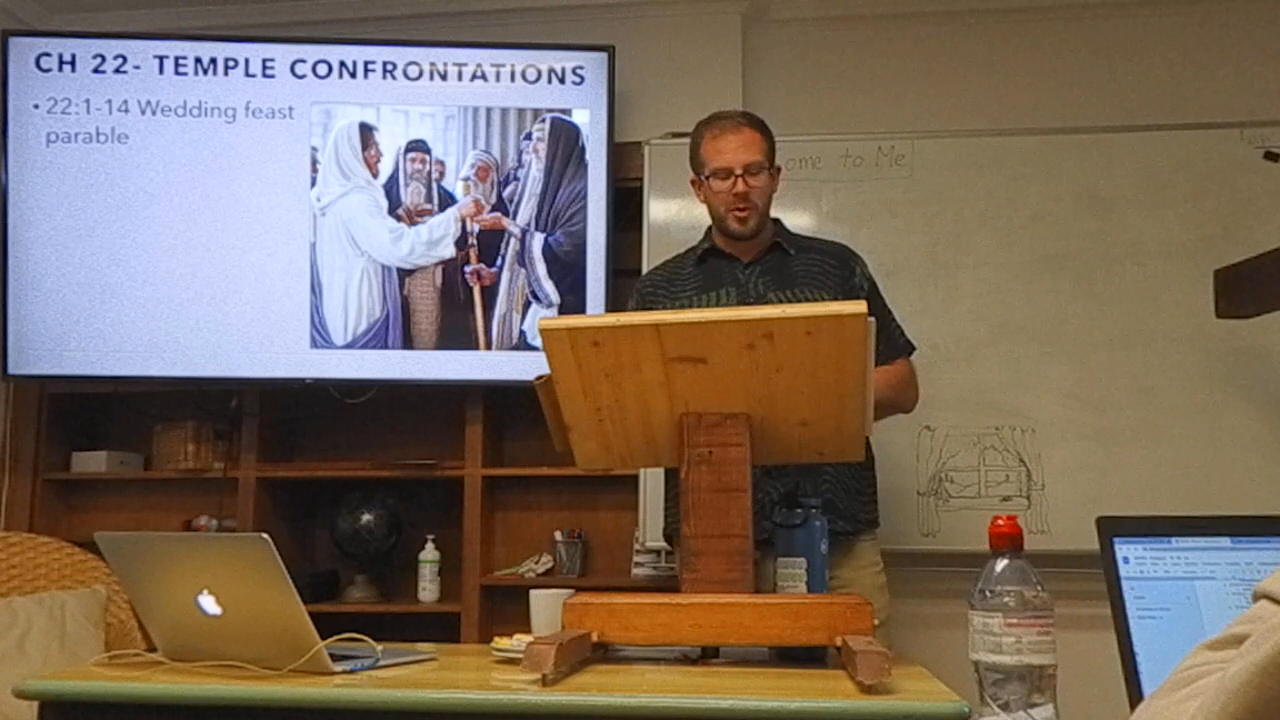 CH 22- TEMPLE CONFRONTATIONS
• 22:1-14 Wedding feast
parable
ome to Me